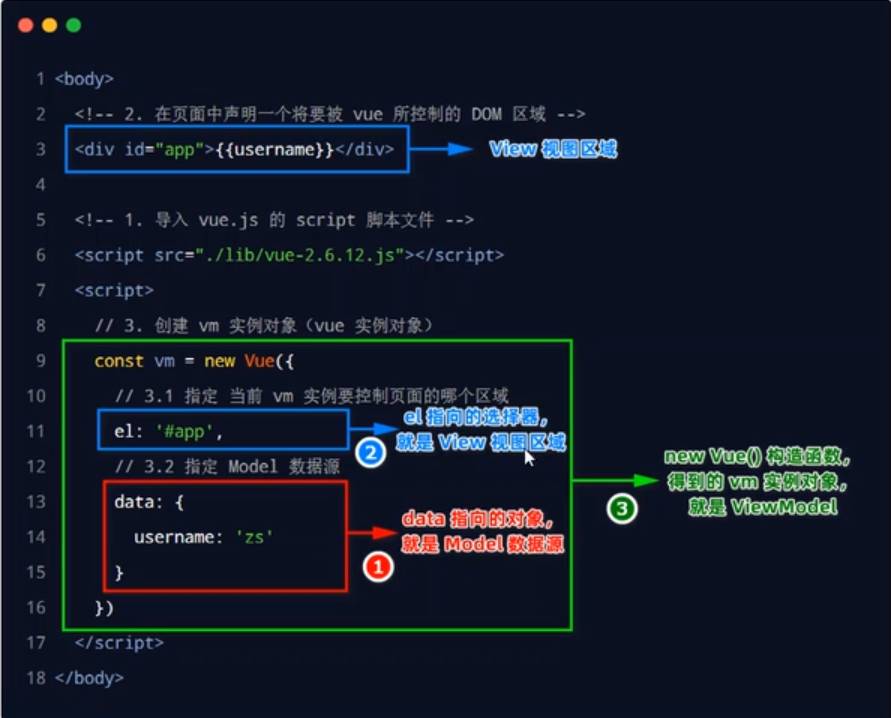 1 <body>
2 <!-- 2. 在页面中声明一个将要被 vue 所控制的 DOM 区域 -->
3 <div id="app">{{username}}</div>
View 视图区域
4
5 <!-- 1. 导入 vue.js 的 script 脚本文件 -->
6 <script src="./lib/vue-2.6.12.js"></script>
7 <script>
8 // 3. 创建 vm 实例对象（vue 实例对象）
9 const vm = new Vue({
10 // 3.1 指定 当前 vm 实例要控制页面的哪个区域
11 el: '#app',
2
el 指向的选择器，
就是 View 视图区域
12 // 3.2 指定 Model 数据源
13 data: {
14 username: 'zs'
15 }
1
data 指向的对象，
就是 Model 数据源
16 })
3
new Vue() 构造函数，
得到的 vm 实例对象，
就是 ViewModel
17 </script>
18 </body>